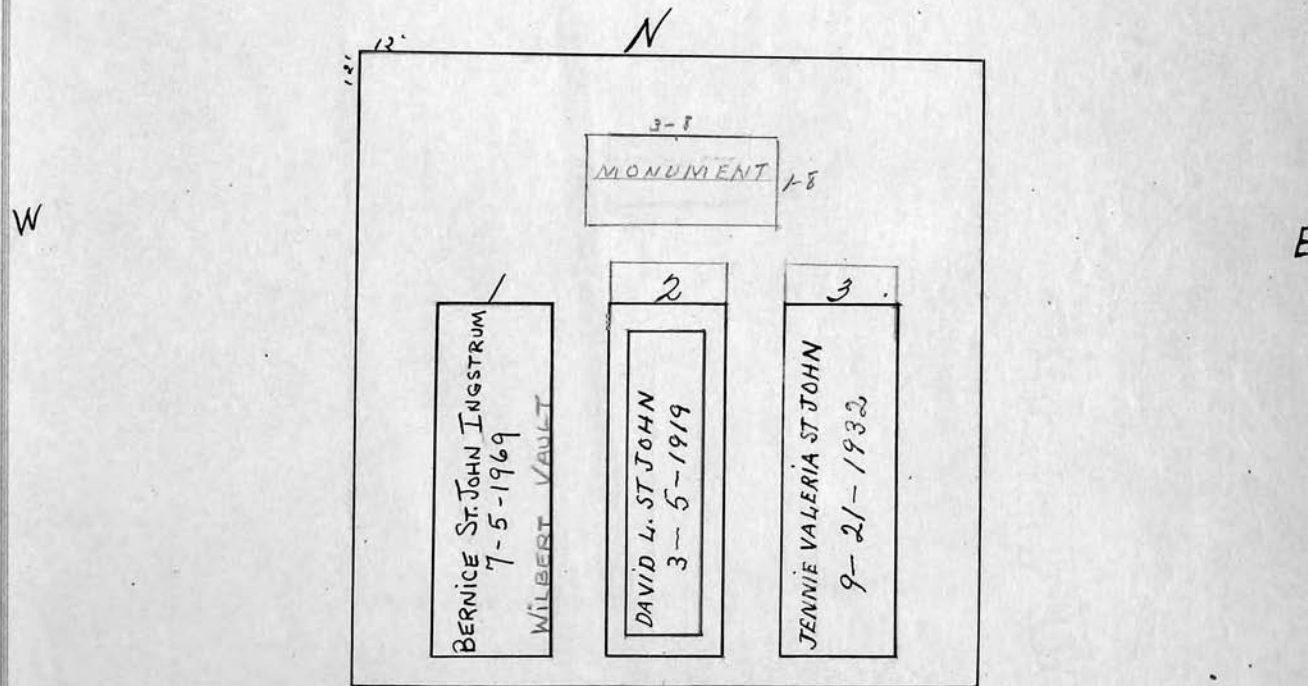 N
12'
12'
3-8
MONUMENT
1-8
W
E
1
2
3
BERNICE ST. JOHN INGSTRUM
7-5-1969
WILBERT VAULT
DAVID L. ST JOHN
3-5-1919
JENNIE VALERIA ST JOHN
9-21-1932